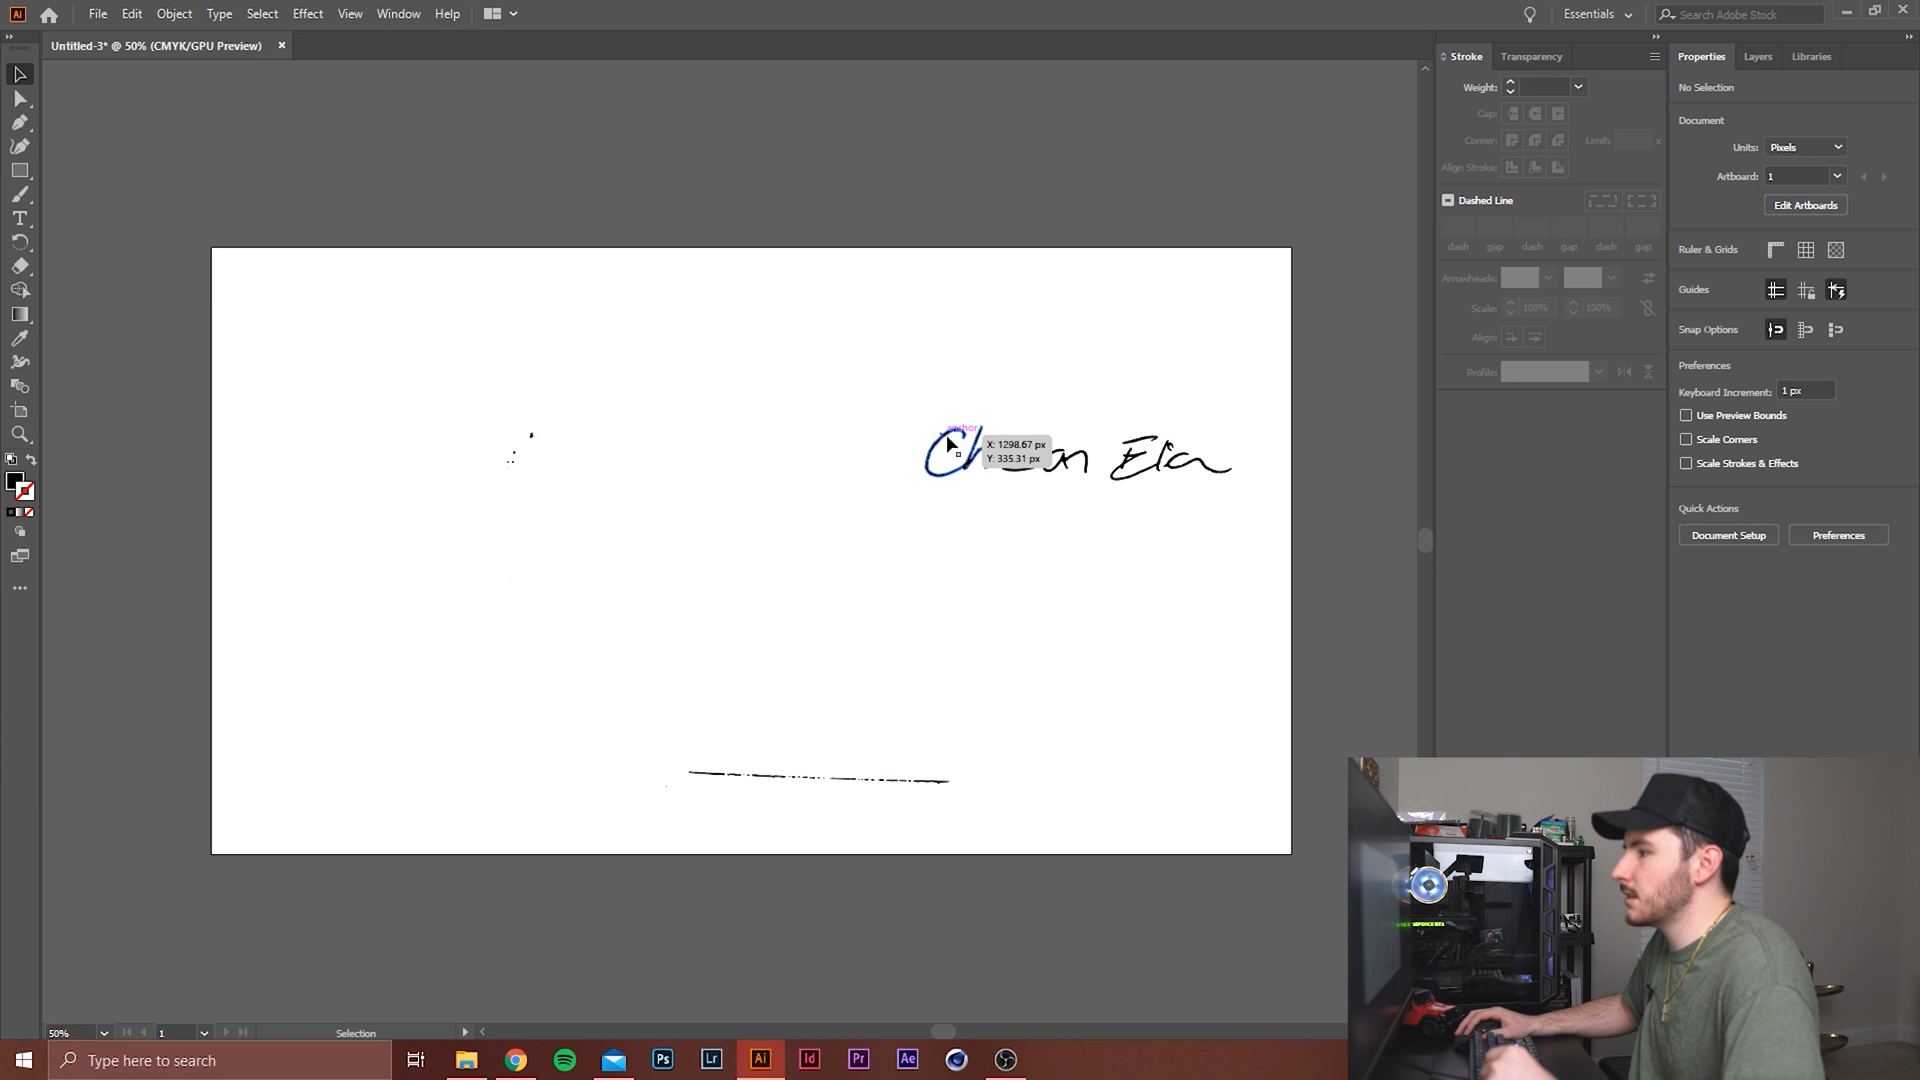 File Edit Object Type Select Effect View Window Help
Essentials
Search Adobe Stock
Untitled-3* @ 50% (CMYK/GPU Preview) ×
Stroke Transparency
Weight:
Cap:
Corner: Limit: x
Align Stroke:
Dashed Line
dash gap dash gap dash gap
Arrowheads:
Scale: 100% 100%
Align:
Profile:
Properties Layers Libraries
No Selection
Document
Units: Pixels
Artboard: 1
Edit Artboards
Ruler & Grids
Guides
Snap Options
Preferences
Keyboard Increment: 1 px
Use Preview Bounds
Scale Corners
Scale Strokes & Effects
Quick Actions
Document Setup Preferences
anchor
X: 1298.67 px
Y: 335.31 px
50% 1 Selection
Type here to search
Ps Lr Ai Id Pr Ae